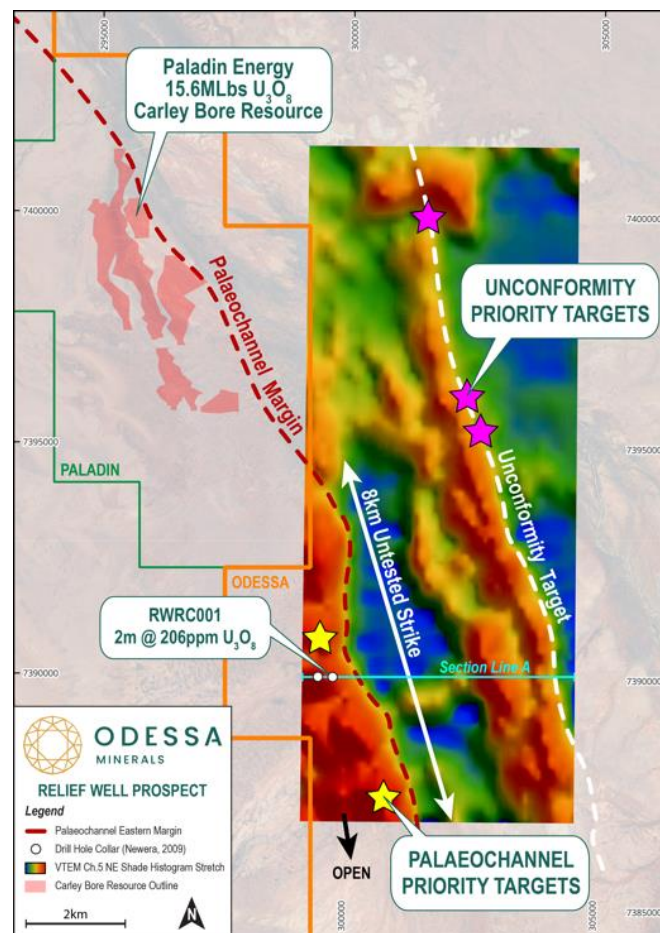 295000
300000
305000
Paladin Energy
15.6MLbs U3O8
Carley Bore Resource
7400000
7400000
Palaeochannel Margin
UNCONFORMITY
PRIORITY TARGETS
7395000
7395000
PALADIN
8km Untested Strike
Unconformity Target
ODESSA
RWRC001
2m @ 206ppm U3O8
Section Line A
7390000
7390000
ODESSA
MINERALS
RELIEF WELL PROSPECT
Legend
Palaeochannel Eastern Margin
Drill Hole Collar (Newera, 2009)
VTEM Ch.5 NE Shade Histogram Stretch
Carley Bore Resource Outline
2km
N
OPEN
PALAEOCHANNEL
PRIORITY TARGETS
300000
305000
7385000